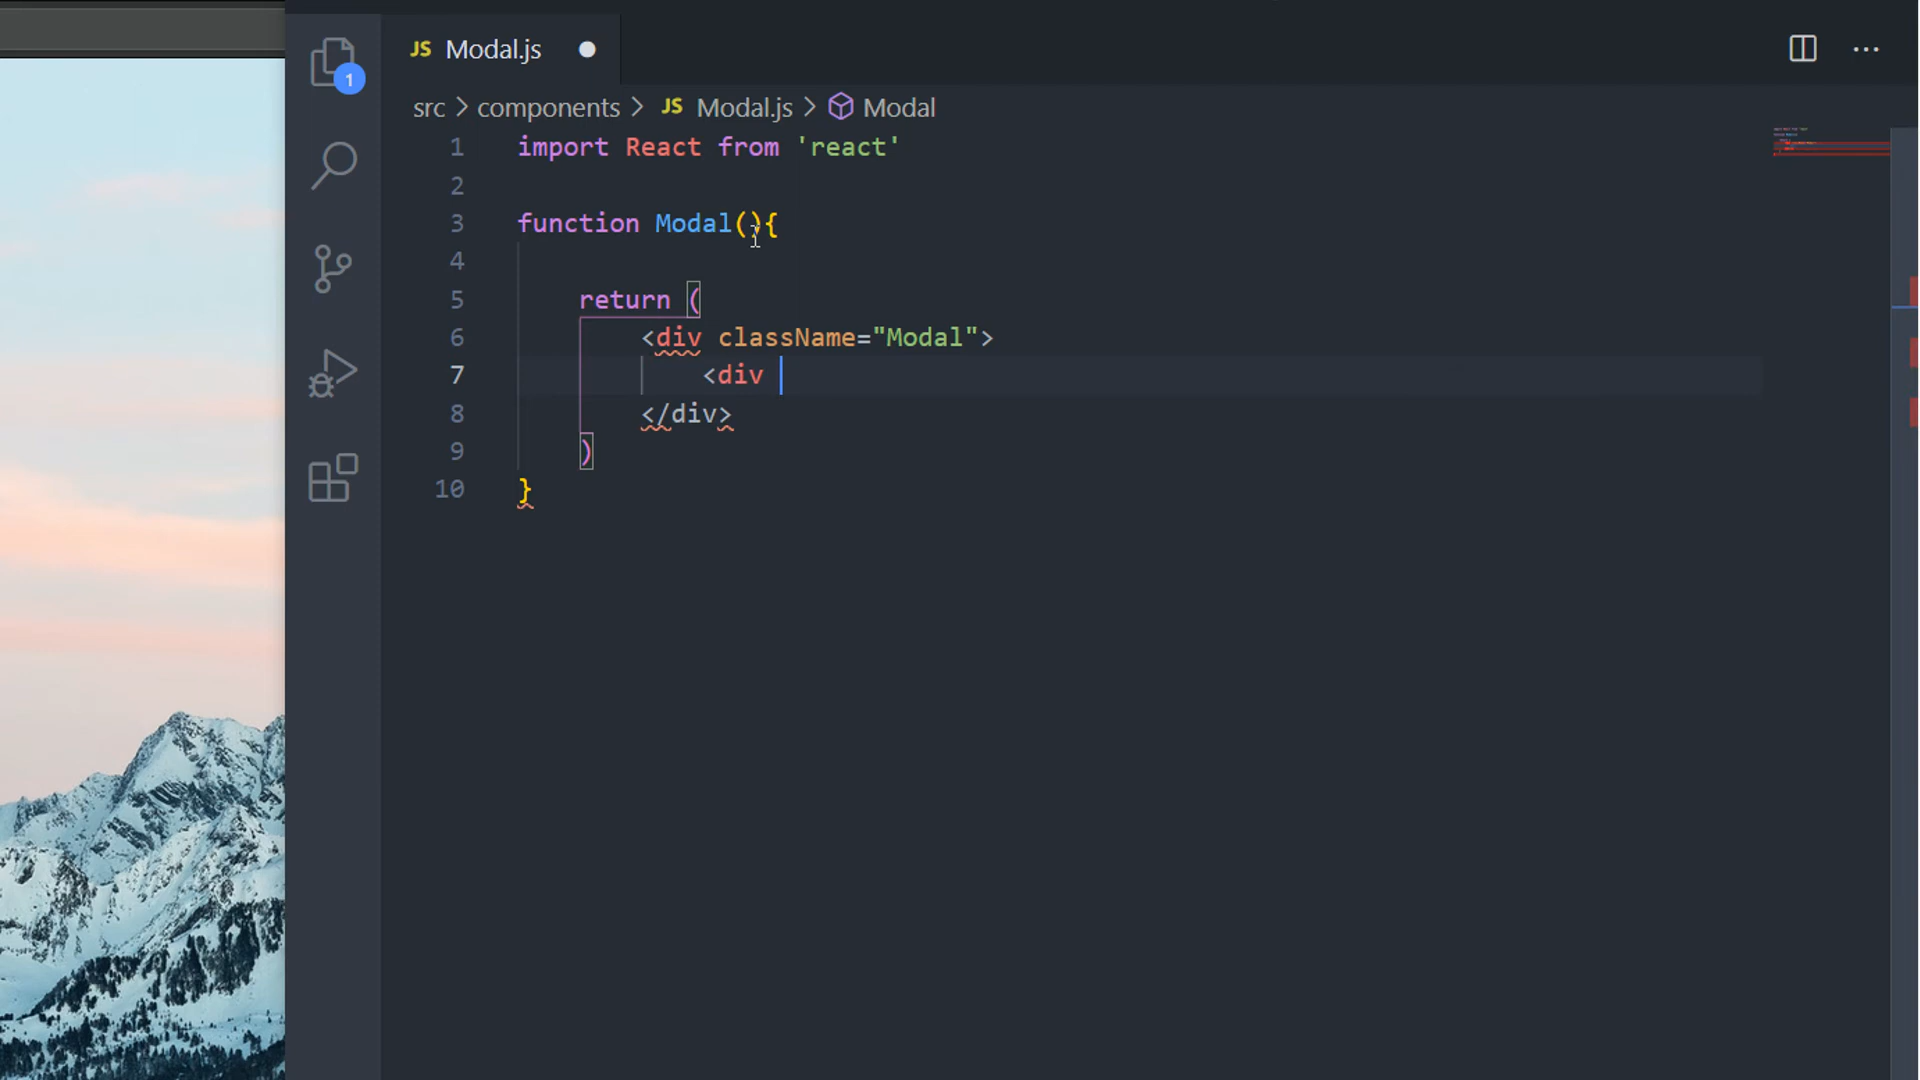 JS Modal.js
1
src > components > JS Modal.js > Modal
1 import React from 'react'
2
3 function Modal(){
4
5 return (
6 <div className="Modal">
7 <div
8 </div>
9 )
10 }